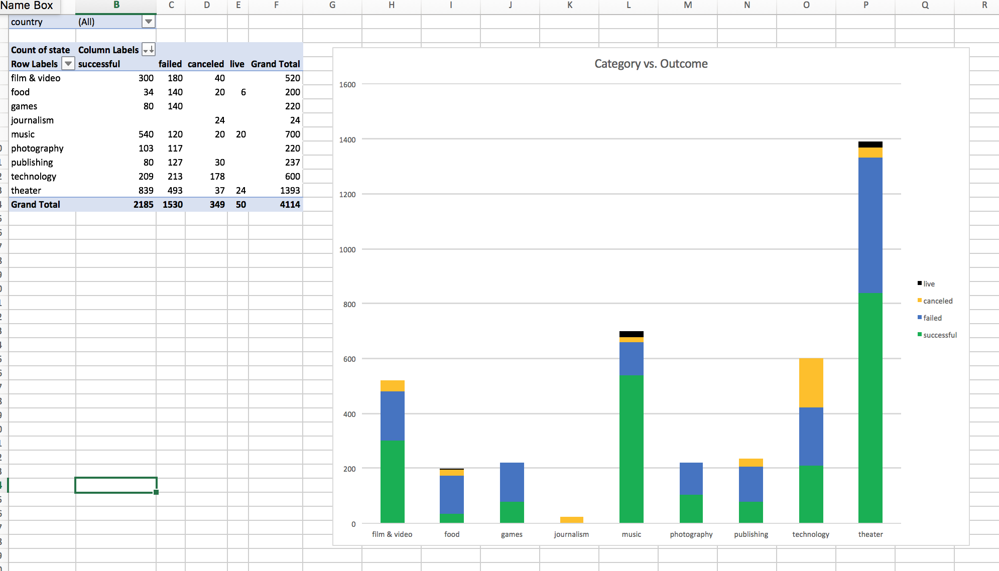 Name Box
B C D E F G H I J K L M N O P Q R
country (All)
Count of state Column Labels
Row Labels successful failed canceled live Grand Total
film & video 300 180 40 520
food 34 140 20 6 200
games 80 140 220
journalism 24 24
music 540 120 20 20 700
photography 103 117 220
publishing 80 127 30 237
technology 209 213 178 600
theater 839 493 37 24 1393
Grand Total 2185 1530 349 50 4114
Category vs. Outcome
1600
1400
1200
1000
800
600
400
200
0
film & video food games journalism music photography publishing technology theater
live
canceled
failed
successful